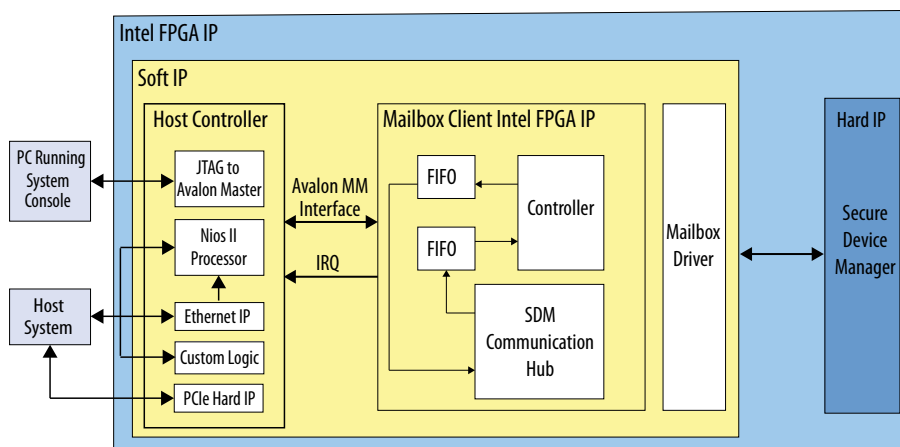 Intel FPGA IP
Soft IP
Host Controller
Mailbox Client Intel FPGA IP
Hard IP
PC Running
System
Console
JTAG to
Avalon Master
Avalon MM
Interface
FIFO
Controller
Nios II
Processor
FIFO
IRQ
Mailbox
Driver
Secure
Device
Manager
Host
System
Ethernet IP
SDM
Communication
Hub
Custom Logic
PCIe Hard IP